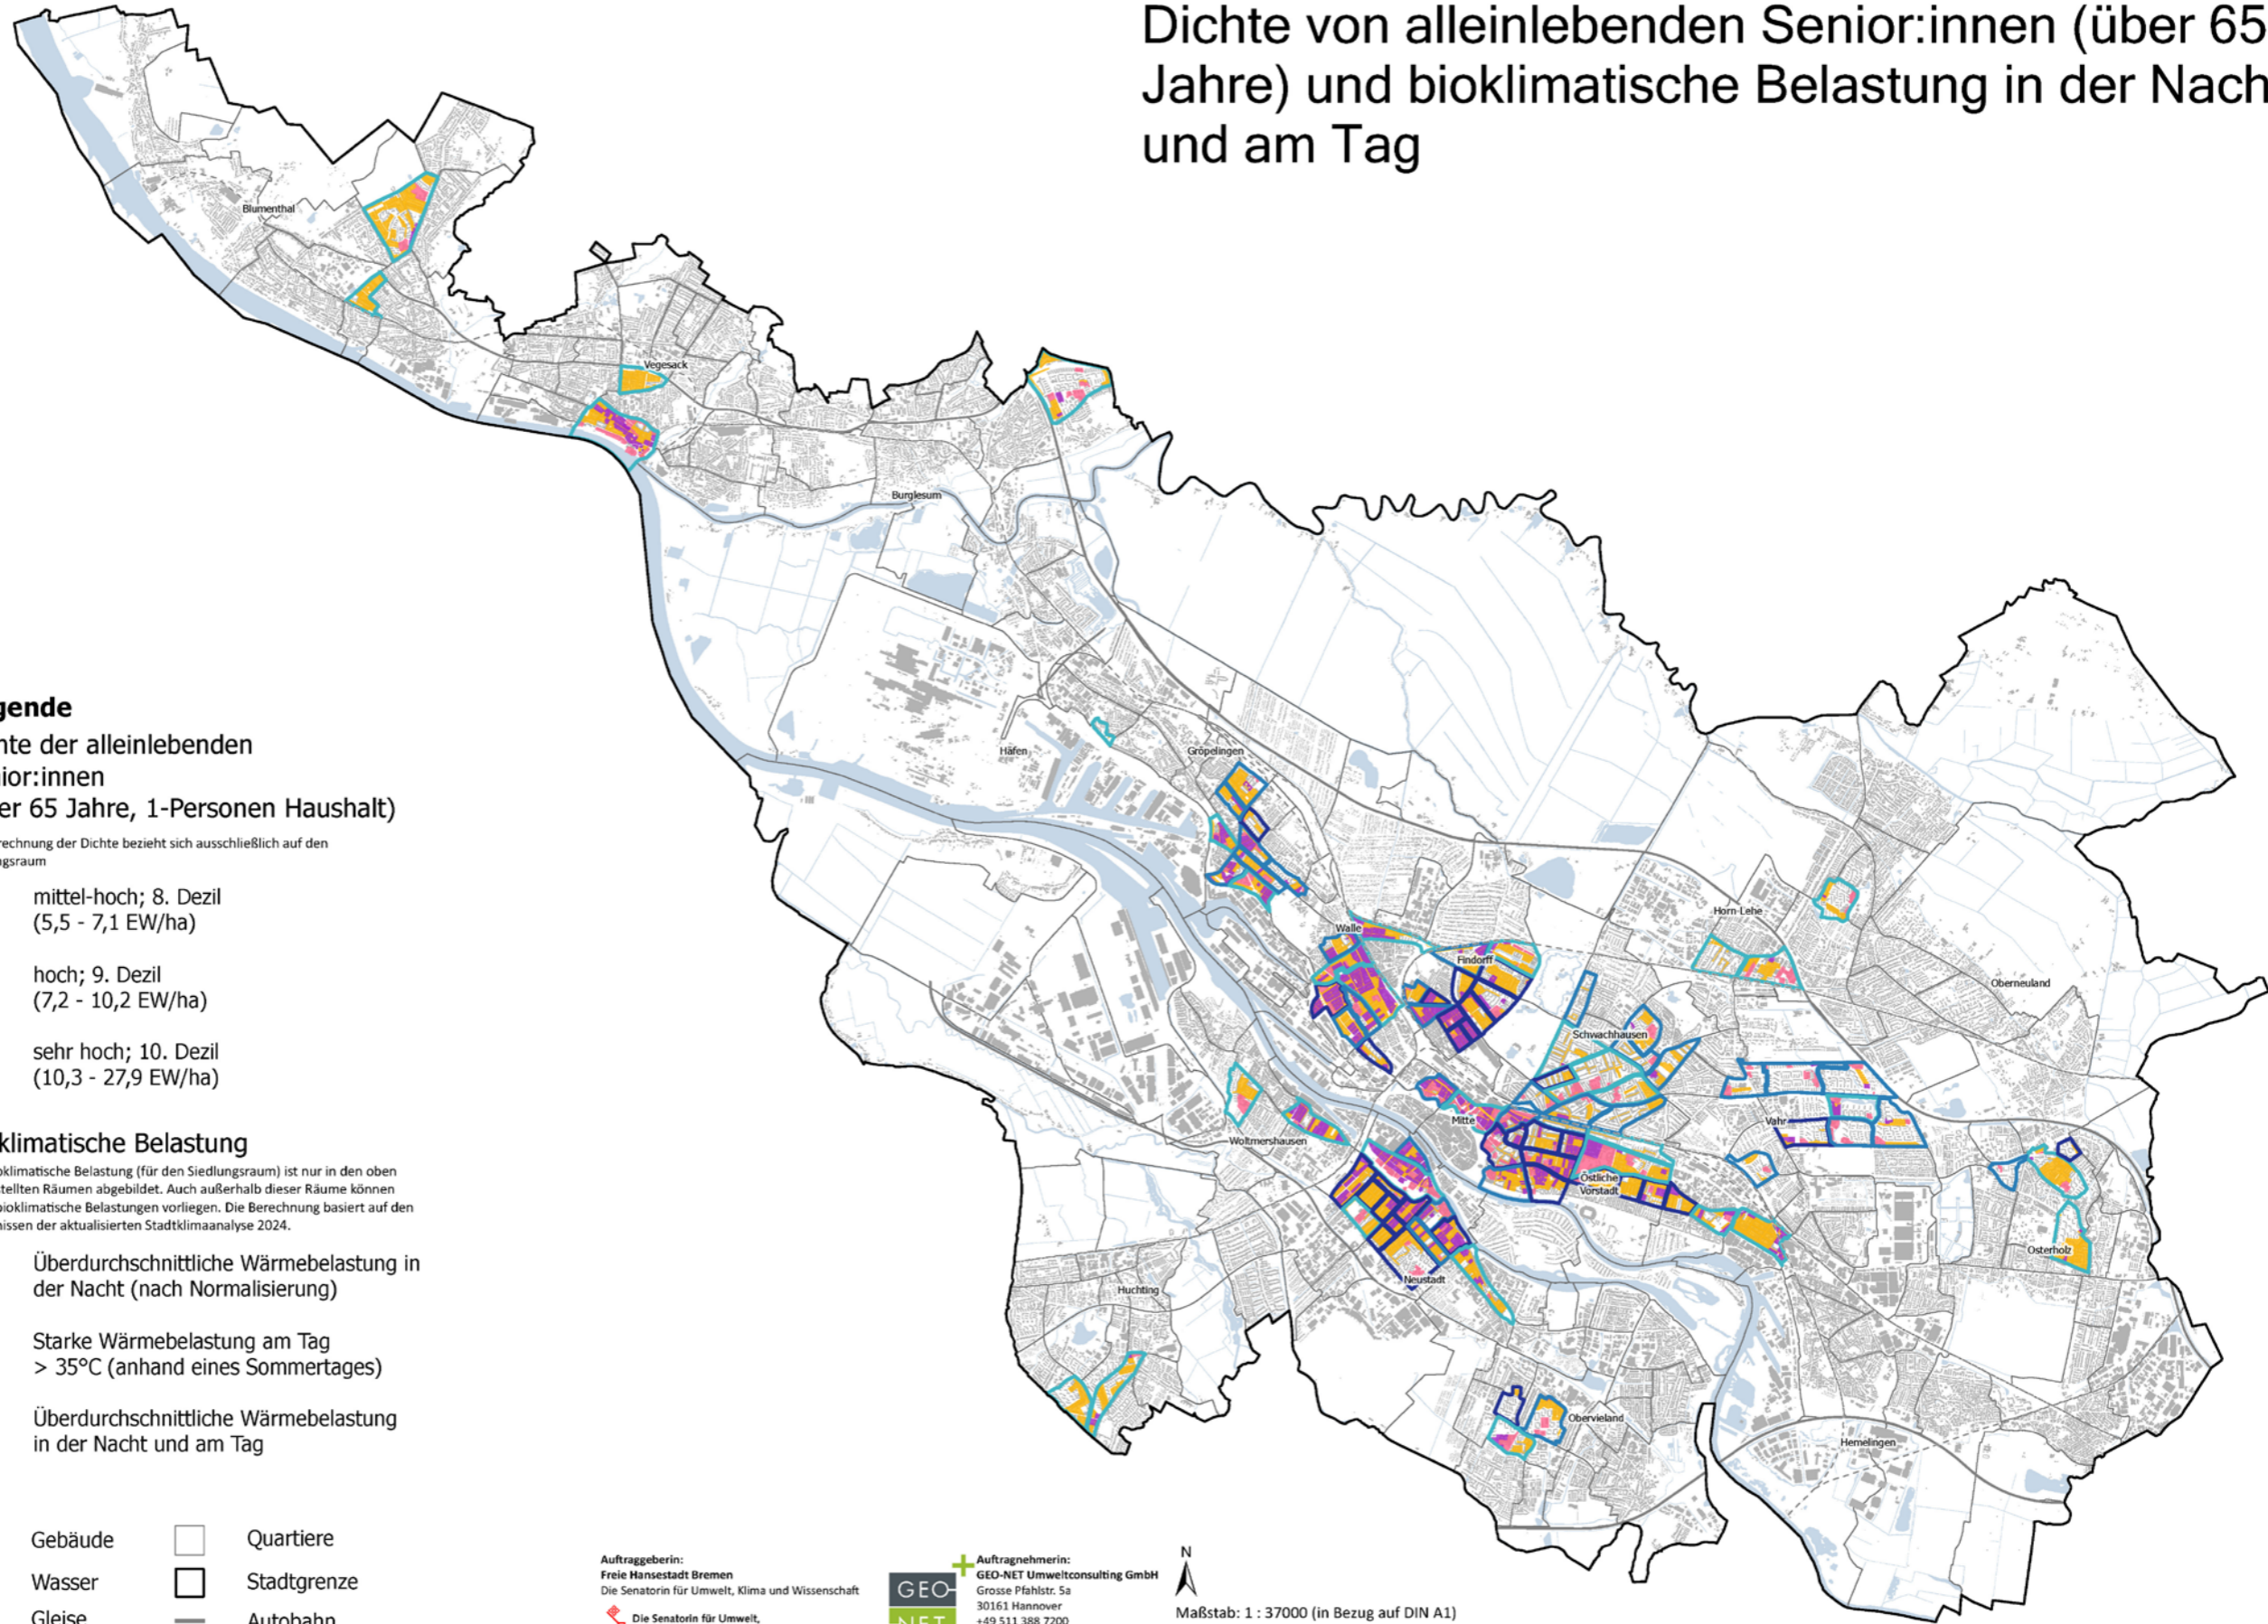 Dichte von alleinlebenden Senior:innen (über 65
Jahre) und bioklimatische Belastung in der Nach
und am Tag
Blumenthal
Vegesack
Burglesum
Häfen
Gröpelingen
Walle
Findorff
Horn-Lehe
Oberneuland
Schwachhausen
Mitte
Vahr
Woltmershausen
Östliche
Vorstadt
Osterholz
Neustadt
Huchting
Obervieland
Hemelingen
gende
nte der alleinlebenden
nior:innen
er 65 Jahre, 1-Personen Haushalt)
rechnung der Dichte bezieht sich ausschließlich auf den
ngsraum
mittel-hoch; 8. Dezil
(5,5 - 7,1 EW/ha)
hoch; 9. Dezil
(7,2 - 10,2 EW/ha)
sehr hoch; 10. Dezil
(10,3 - 27,9 EW/ha)
klimatische Belastung
oklimatische Belastung (für den Siedlungsraum) ist nur in den oben
stellten Räumen abgebildet. Auch außerhalb dieser Räume können
bioklimatische Belastungen vorliegen. Die Berechnung basiert auf den
nissen der aktualisierten Stadtklimaanalyse 2024.
Überdurchschnittliche Wärmebelastung in
der Nacht (nach Normalisierung)
Starke Wärmebelastung am Tag
> 35°C (anhand eines Sommertages)
Überdurchschnittliche Wärmebelastung
in der Nacht und am Tag
Gebäude
Quartiere
Wasser
Stadtgrenze
Gleise
Autobahn
Auftraggeberin:
Freie Hansestadt Bremen
Die Senatorin für Umwelt, Klima und Wissenschaft
Die Senatorin für Umwelt,
GEO-
NET
Auftragnehmerin:
GEO-NET Umweltconsulting GmbH
Grosse Pfahlstr. 5a
30161 Hannover
+49 511 388 7200
N
Maßstab: 1 : 37000 (in Bezug auf DIN A1)